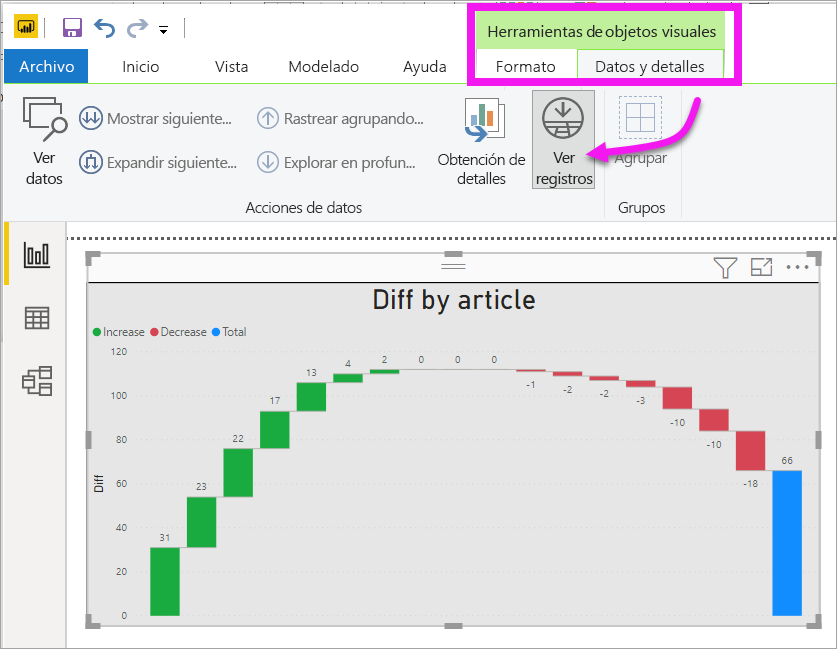 Herramientas de objetos visuales
Archivo Inicio Vista Modelado Ayuda Formato Datos y detalles
Ver datos
Mostrar siguiente...
Expandir siguiente...
Rastrear agrupando...
Explorar en profun...
Obtención de detalles
Ver registros
Agrupar
Acciones de datos
Grupos
Diff by article
Increase Decrease Total
Diff
120
100
80
60
40
20
0
31
23
22
17
13
4
2
0
0
0
-1
-2
-2
-3
-10
-10
-18
66